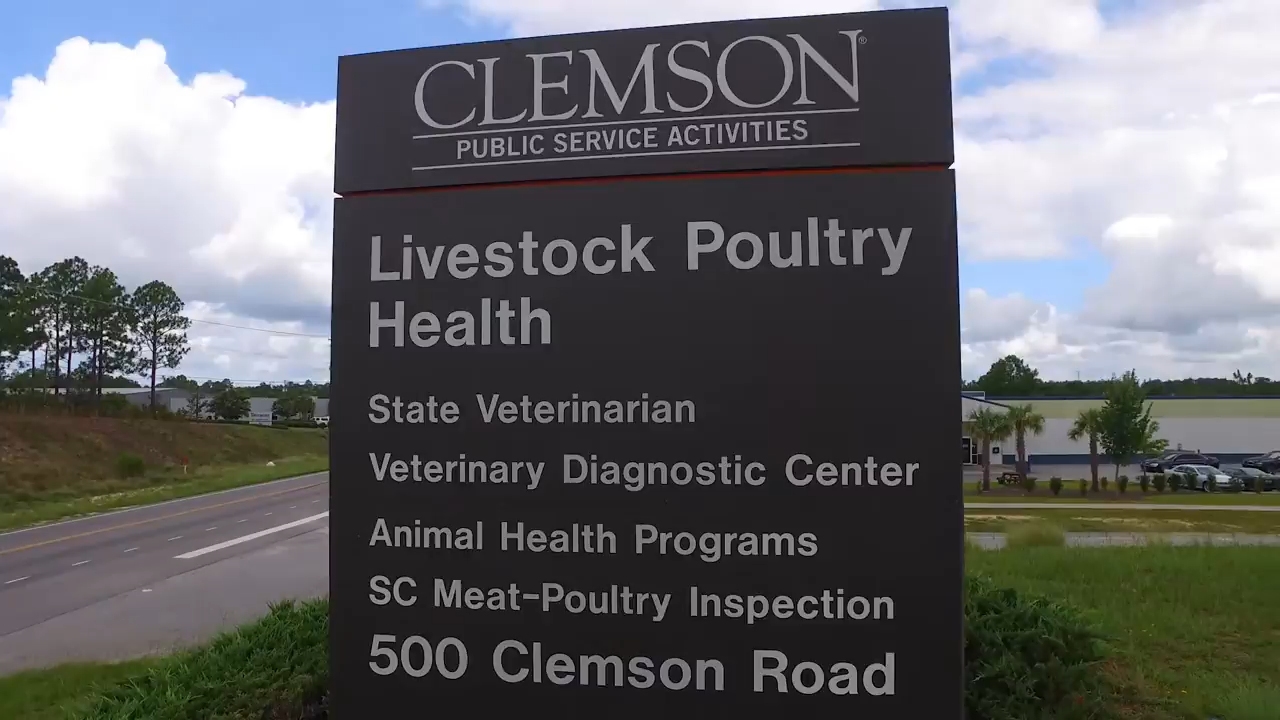 CLEMSON®
PUBLIC SERVICE ACTIVITIES
Livestock Poultry
Health
State Veterinarian
Veterinary Diagnostic Center
Animal Health Programs
SC Meat-Poultry Inspection
500 Clemson Road